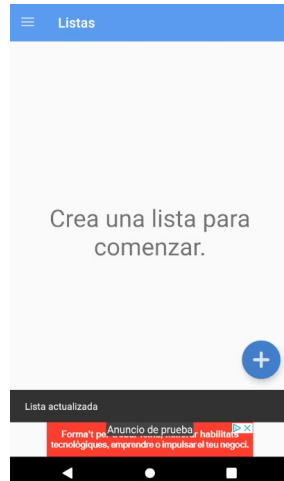 Listas
Crea una lista para
comenzar.
Lista actualizada
Anuncio de prueba
Forma't per habilitats
tecnològiques, emprendre o impulsar el teu negoci.